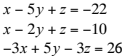 x − 5y + z = −22
x − 2y + z = −10
−3x + 5y − 3z = 26